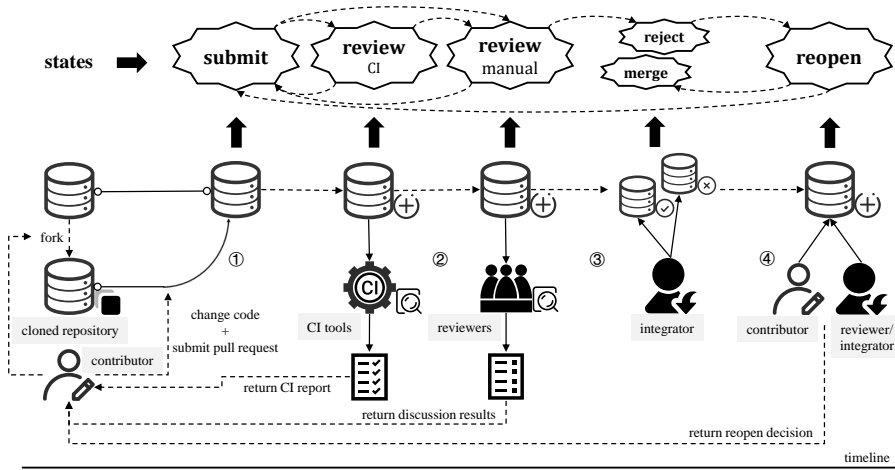 states
submit
review
CI
review
manual
reject
merge
reopen
fork
①
②
③
④
CI
cloned repository
change code
+
submit pull request
CI tools
reviewers
integrator
contributor
reviewer/
integrator
contributor
return CI report
return discussion results
return reopen decision
timeline